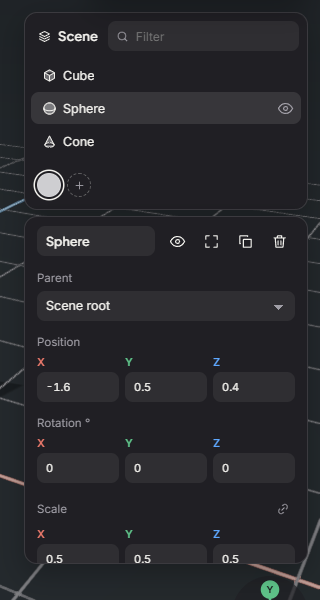 Scene
Filter
Cube
Sphere
Cone
Sphere
Parent
Scene root
Position
X Y Z
-1.6 0.5 0.4
Rotation °
X Y Z
0 0 0
Scale
X Y Z
0.5 0.5 0.5
Y